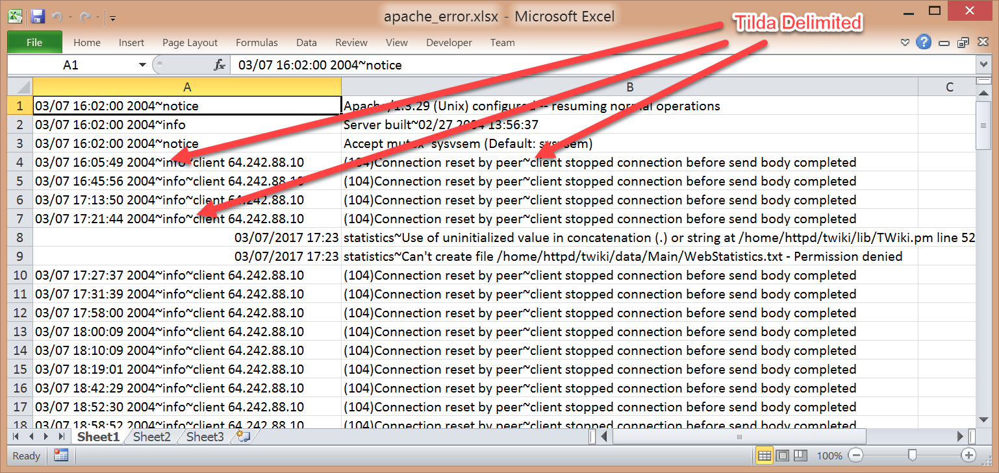 apache_error.xlsx - Microsoft Excel
Tilda Delimited
File Home Insert Page Layout Formulas Data Review View Developer Team
A1 fx 03/07 16:02:00 2004~notice
A B C
1 03/07 16:02:00 2004~notice Apache/1.3.29 (Unix) configured -- resuming normal operations
2 03/07 16:02:00 2004~info Server built~02/27 2004 13:56:37
3 03/07 16:02:00 2004~notice Accept mutex~sysvsem (Default: sysvsem)
4 03/07 16:05:49 2004~info~client 64.242.88.10 (104)Connection reset by peer~client stopped connection before send body completed
5 03/07 16:45:56 2004~info~client 64.242.88.10 (104)Connection reset by peer~client stopped connection before send body completed
6 03/07 17:13:50 2004~info~client 64.242.88.10 (104)Connection reset by peer~client stopped connection before send body completed
7 03/07 17:21:44 2004~info~client 64.242.88.10 (104)Connection reset by peer~client stopped connection before send body completed
8 03/07/2017 17:23 statistics~Use of uninitialized value in concatenation (.) or string at /home/httpd/twiki/lib/TWiki.pm line 52
9 03/07/2017 17:23 statistics~Can't create file /home/httpd/twiki/data/Main/WebStatistics.txt - Permission denied
10 03/07 17:27:37 2004~info~client 64.242.88.10 (104)Connection reset by peer~client stopped connection before send body completed
11 03/07 17:31:39 2004~info~client 64.242.88.10 (104)Connection reset by peer~client stopped connection before send body completed
12 03/07 17:58:00 2004~info~client 64.242.88.10 (104)Connection reset by peer~client stopped connection before send body completed
13 03/07 18:00:09 2004~info~client 64.242.88.10 (104)Connection reset by peer~client stopped connection before send body completed
14 03/07 18:10:09 2004~info~client 64.242.88.10 (104)Connection reset by peer~client stopped connection before send body completed
15 03/07 18:19:01 2004~info~client 64.242.88.10 (104)Connection reset by peer~client stopped connection before send body completed
16 03/07 18:42:29 2004~info~client 64.242.88.10 (104)Connection reset by peer~client stopped connection before send body completed
17 03/07 18:52:30 2004~info~client 64.242.88.10 (104)Connection reset by peer~client stopped connection before send body completed
18 03/07 18:58:52 2004~info~client 64.242.88.10 (104)Connection reset by peer~client stopped connection before send body completed
Sheet1 Sheet2 Sheet3
Ready 100%